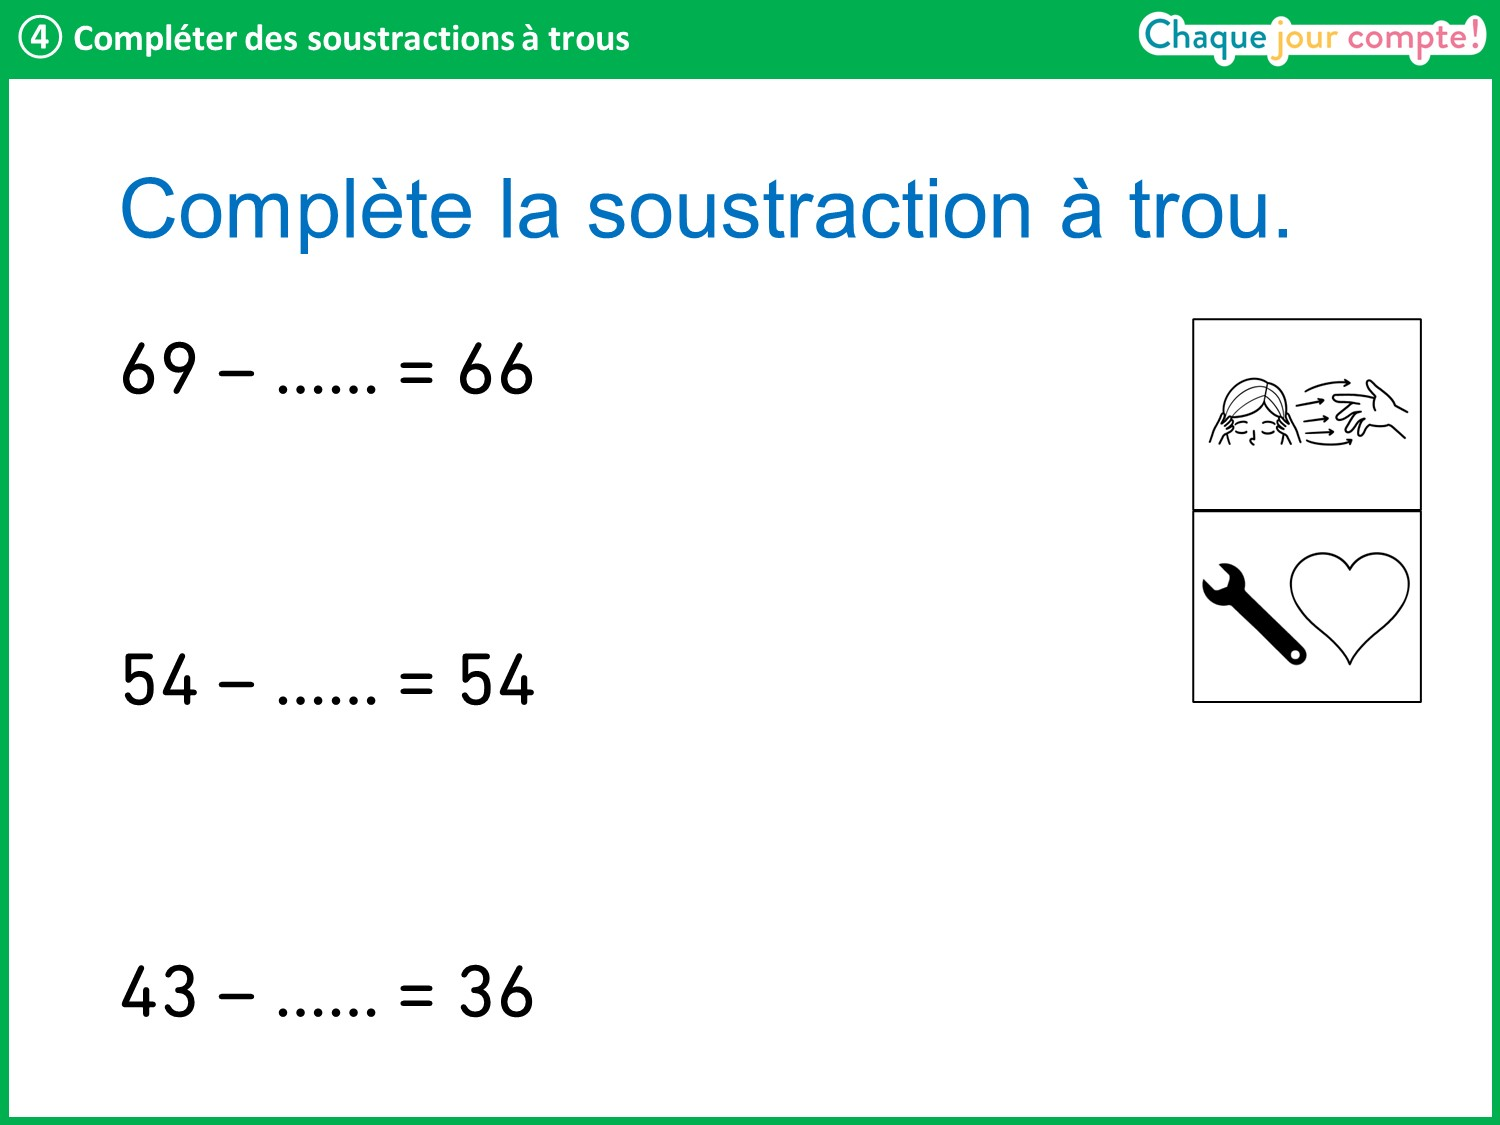 ④ Compléter des soustractions à trous
Chaque jour compte!
Complète la soustraction à trou.
69 – ...... = 66
54 – ...... = 54
43 – ...... = 36